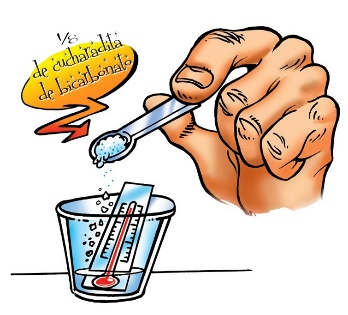 1/8
de cucharadita
de bicarbonato